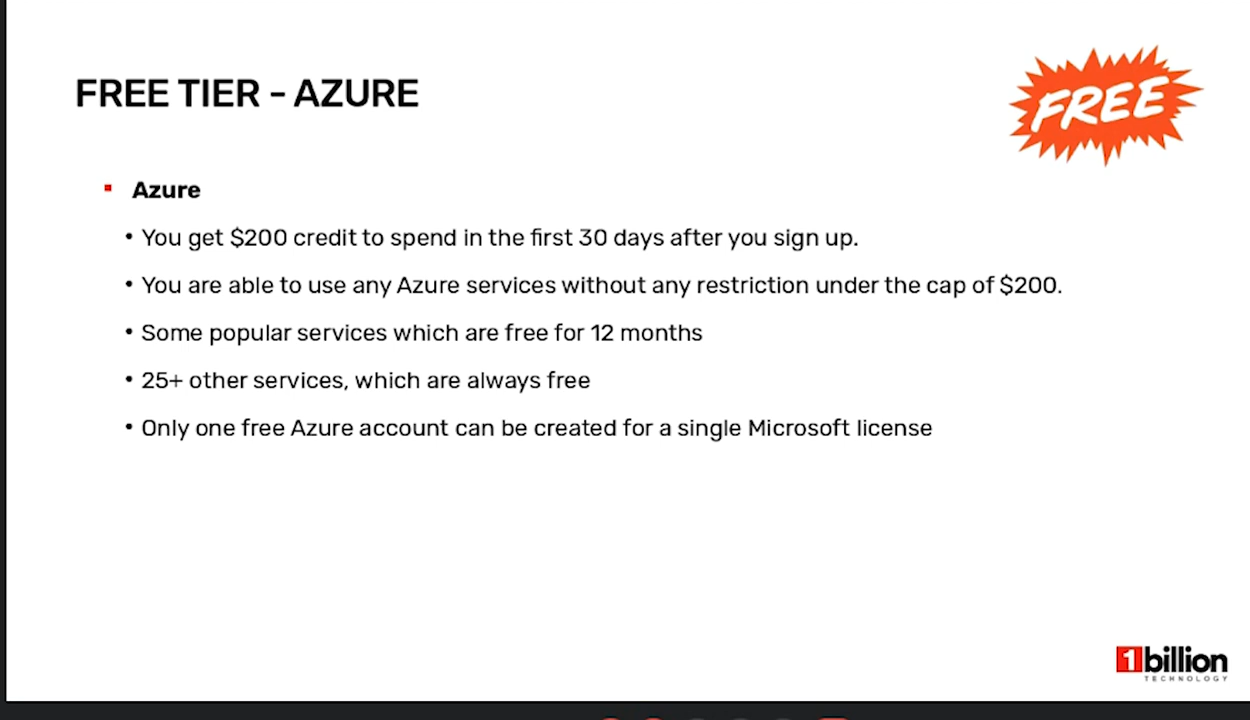 FREE TIER – AZURE
FREE
Azure
• You get $200 credit to spend in the first 30 days after you sign up.
• You are able to use any Azure services without any restriction under the cap of $200.
• Some popular services which are free for 12 months
• 25+ other services, which are always free
• Only one free Azure account can be created for a single Microsoft license
1billion
TECHNOLOGY